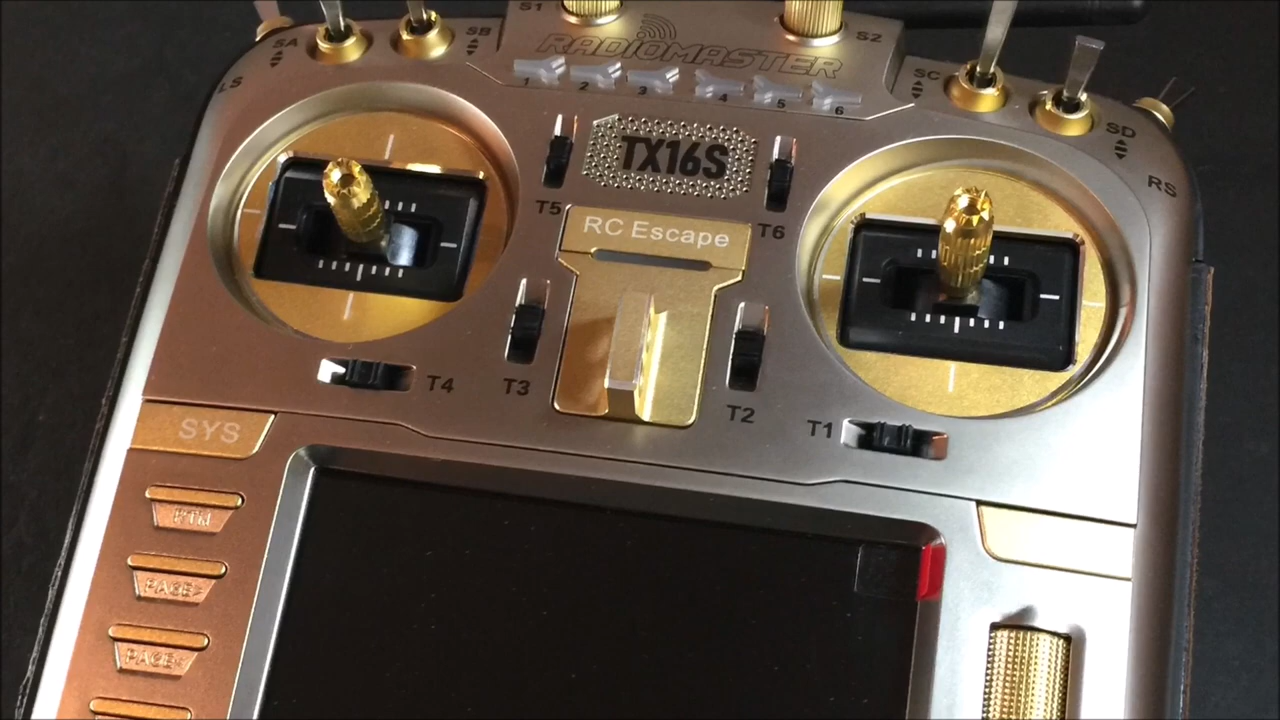 S1
S2
SA
SB
RADIOMASTER
SC
SD
LS
1 2 3 4 5 6
TX16S
RS
T5
T6
RC Escape
T4
T3
T2
T1
SYS
RTN
PAGE>
PAGE<